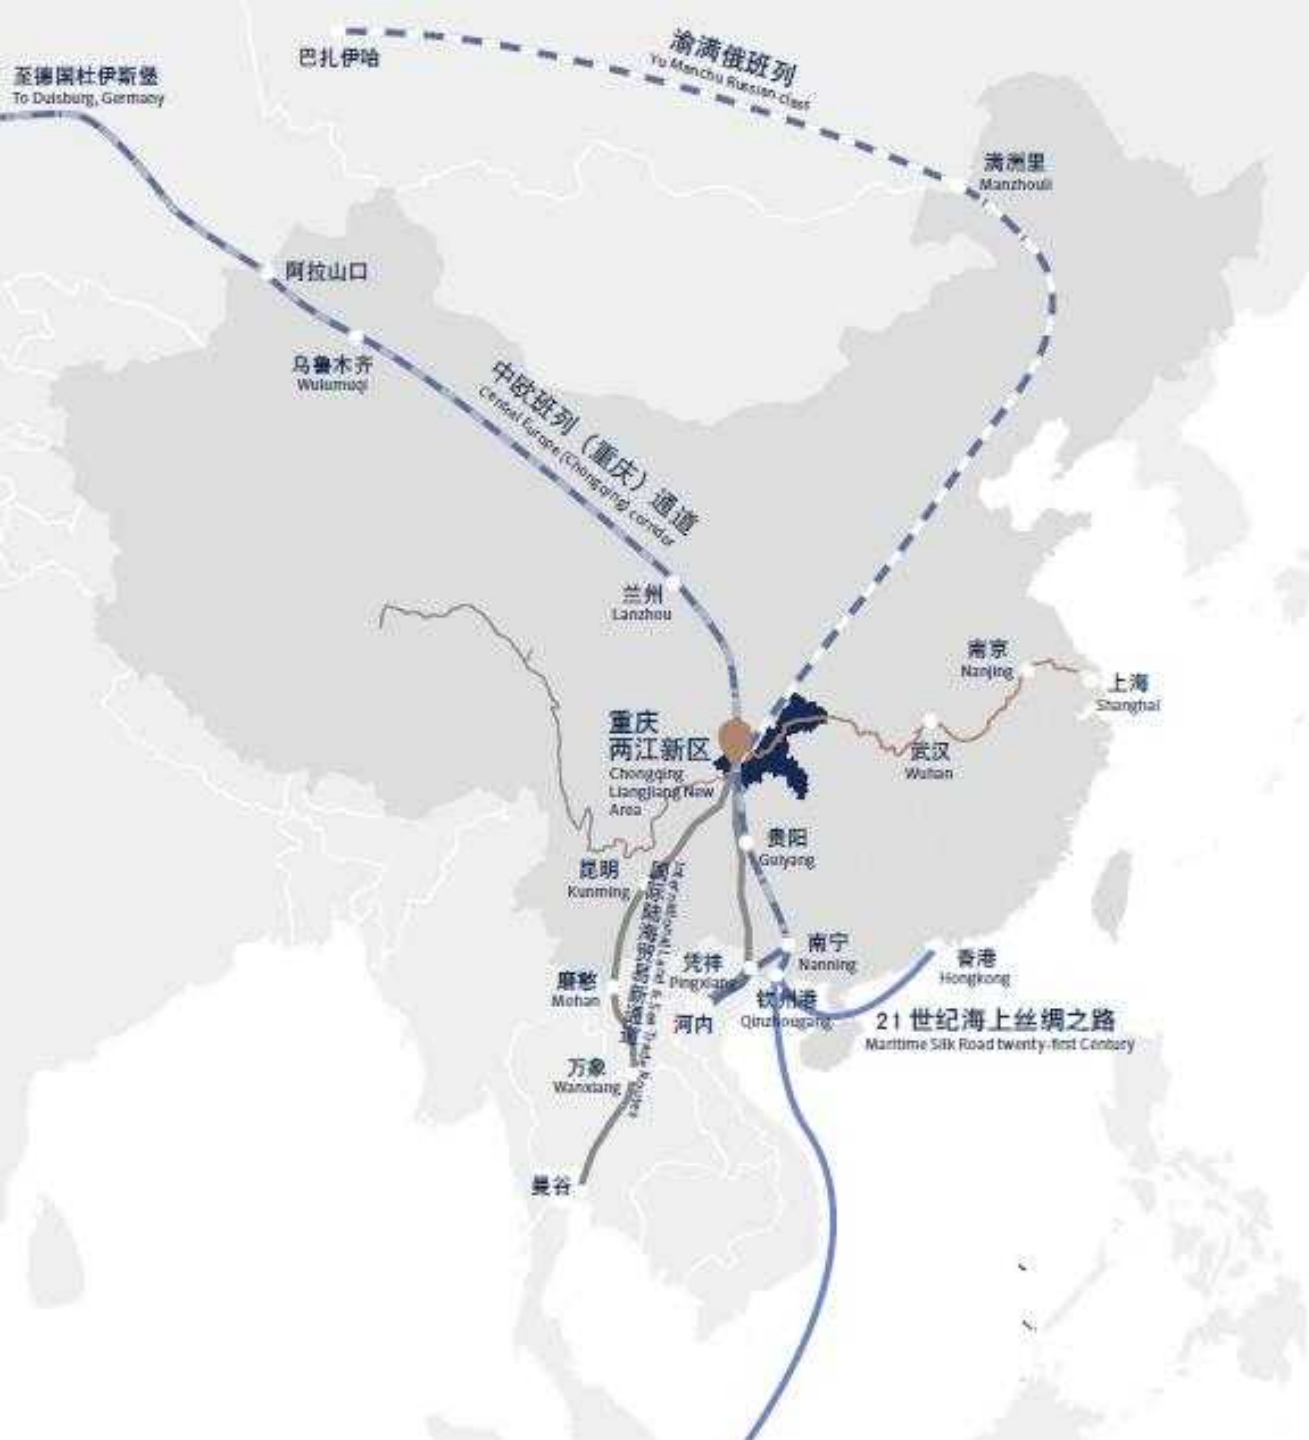 巴扎伊哈
渝满俄班列
Yu Manchu Russian class
至德国杜伊斯堡
To Duisburg, Germany
满洲里
Manzhouli
阿拉山口
乌鲁木齐
Wulumuqi
中欧班列（重庆）通道
Central Europe (Chongqing) corridor
兰州
Lanzhou
南京
Nanjing
上海
Shanghai
重庆
两江新区
Chongqing
Liangjiang New
Area
武汉
Wuhan
贵阳
Guiyang
昆明
Kunming
International Land & Sea Trade Routes
南宁
Nanning
凭祥
Pingxiang
香港
Hongkong
磨憨
Mohan
钦州港
Qinzhougang
河内
21 世纪海上丝绸之路
Maritime Silk Road twenty-first Century
万象
Wanxiang
曼谷